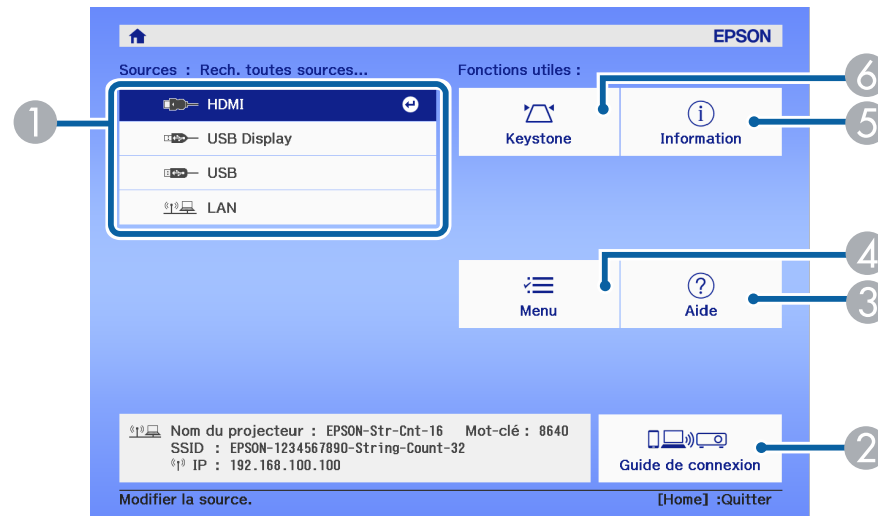 EPSON
Sources : Rech. toutes sources...
Fonctions utiles :
HDMI
USB Display
USB
LAN
Keystone
Information
Menu
Aide
Nom du projecteur : EPSON-Str-Cnt-16 Mot-clé : 8640
SSID : EPSON-1234567890-String-Count-32
IP : 192.168.100.100
Guide de connexion
Modifier la source.
[Home] :Quitter
1
6
5
4
3
2